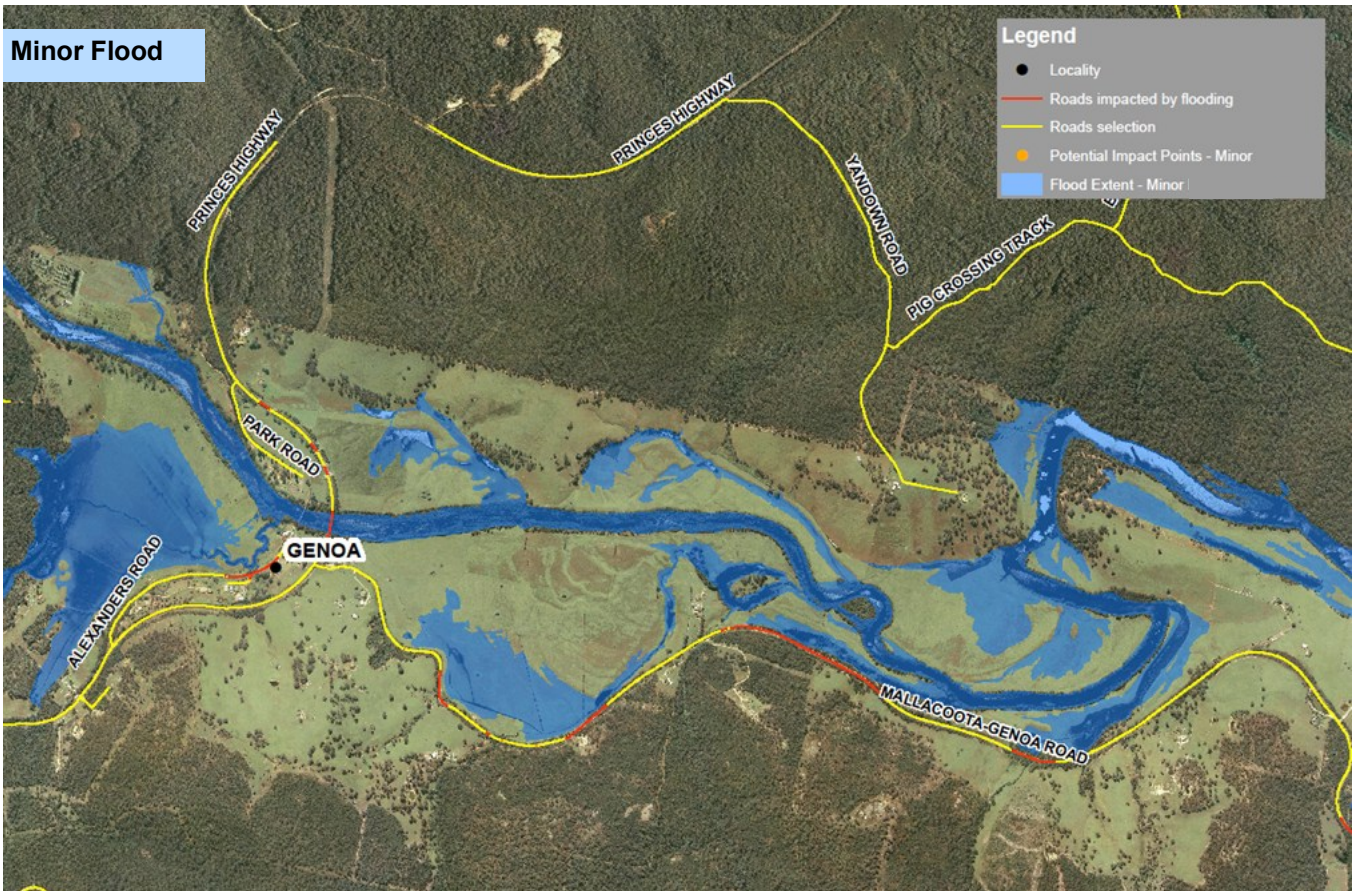 Minor Flood
Legend
Locality
Roads impacted by flooding
Roads selection
Potential Impact Points - Minor
Flood Extent - Minor
PRINCES HIGHWAY
PRINCES HIGHWAY
YANDOWN ROAD
PIG CROSSING TRACK
PARK ROAD
GENOA
ALEXANDERS ROAD
MALLACOOTA-GENOA ROAD